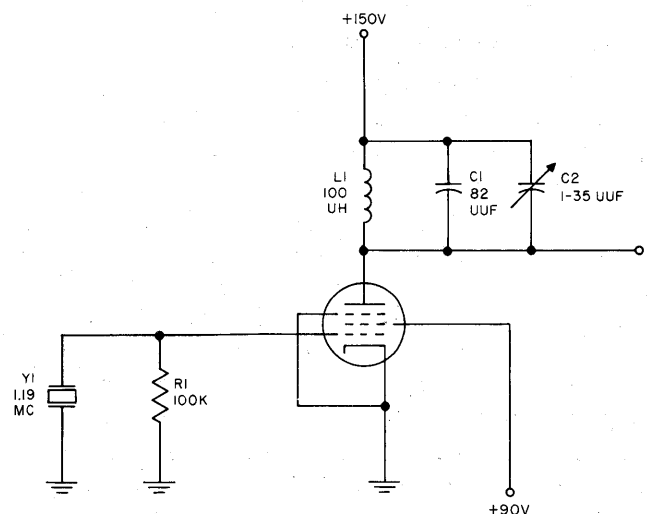 +150V
L1
100
UH
C1
82
UUF
C2
1-35 UUF
Y1
1.19
MC
R1
100K
+90V